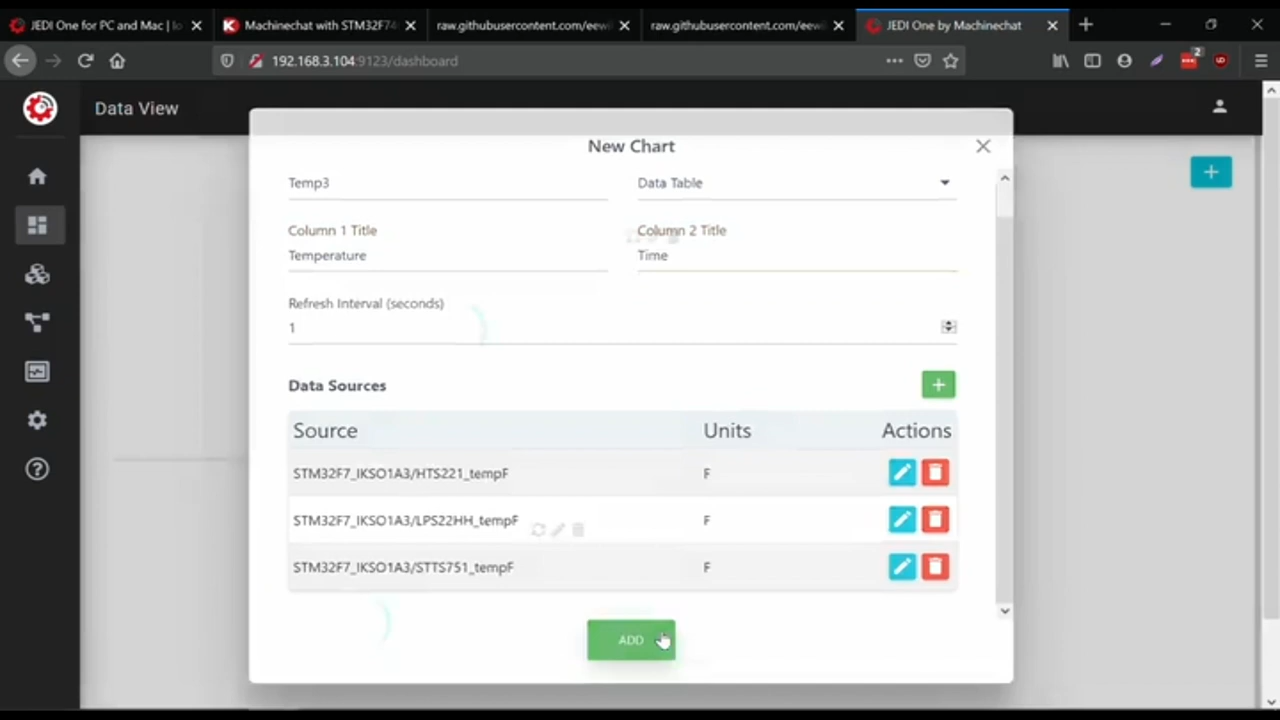 JEDI One for PC and Mac | Io
Machinechat with STM32F74
raw.githubusercontent.com/eewi
raw.githubusercontent.com/eewi
JEDI One by Machinechat
192.168.3.104:9123/dashboard
2
Data View
New Chart
Temp3
Data Table
Column 1 Title
Column 2 Title
Temperature
Time
Refresh Interval (seconds)
1
Data Sources
Source Units Actions
STM32F7_IKSO1A3/HTS221_tempF F
STM32F7_IKSO1A3/LPS22HH_tempF F
STM32F7_IKSO1A3/STTS751_tempF F
ADD